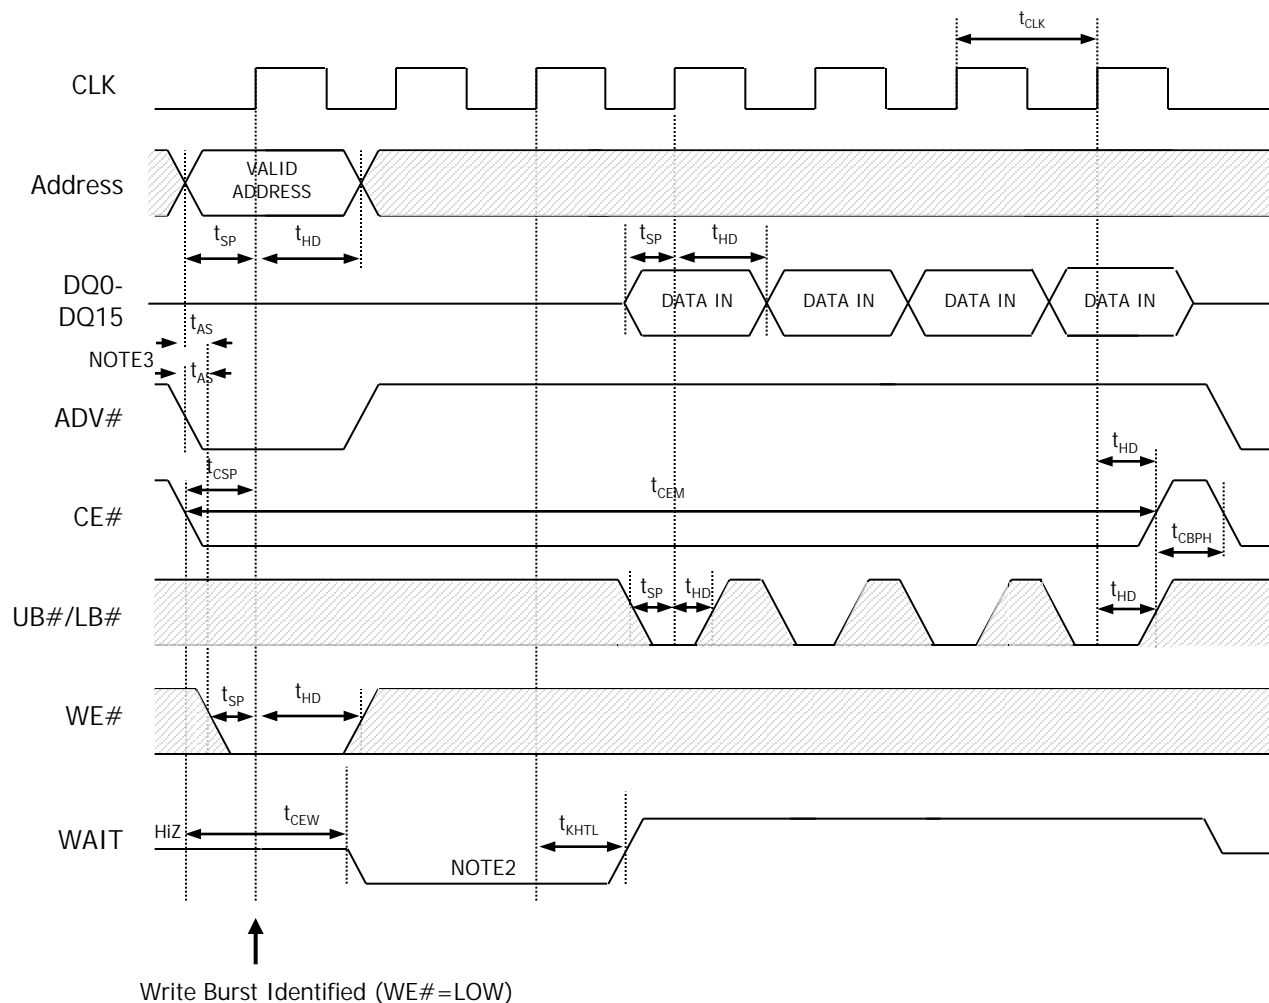 tCLK
CLK
Address
VALID
ADDRESS
tSP
tHD
tSP
tHD
DQ0-
DQ15
DATA IN
DATA IN
DATA IN
DATA IN
tAS
NOTE3
tAS
ADV#
tHD
tCSP
tCEM
CE#
tCBPH
tSP
tHD
tHD
UB#/LB#
tSP
tHD
WE#
tCEW
tKHTL
HiZ
WAIT
NOTE2
Write Burst Identified (WE#=LOW)